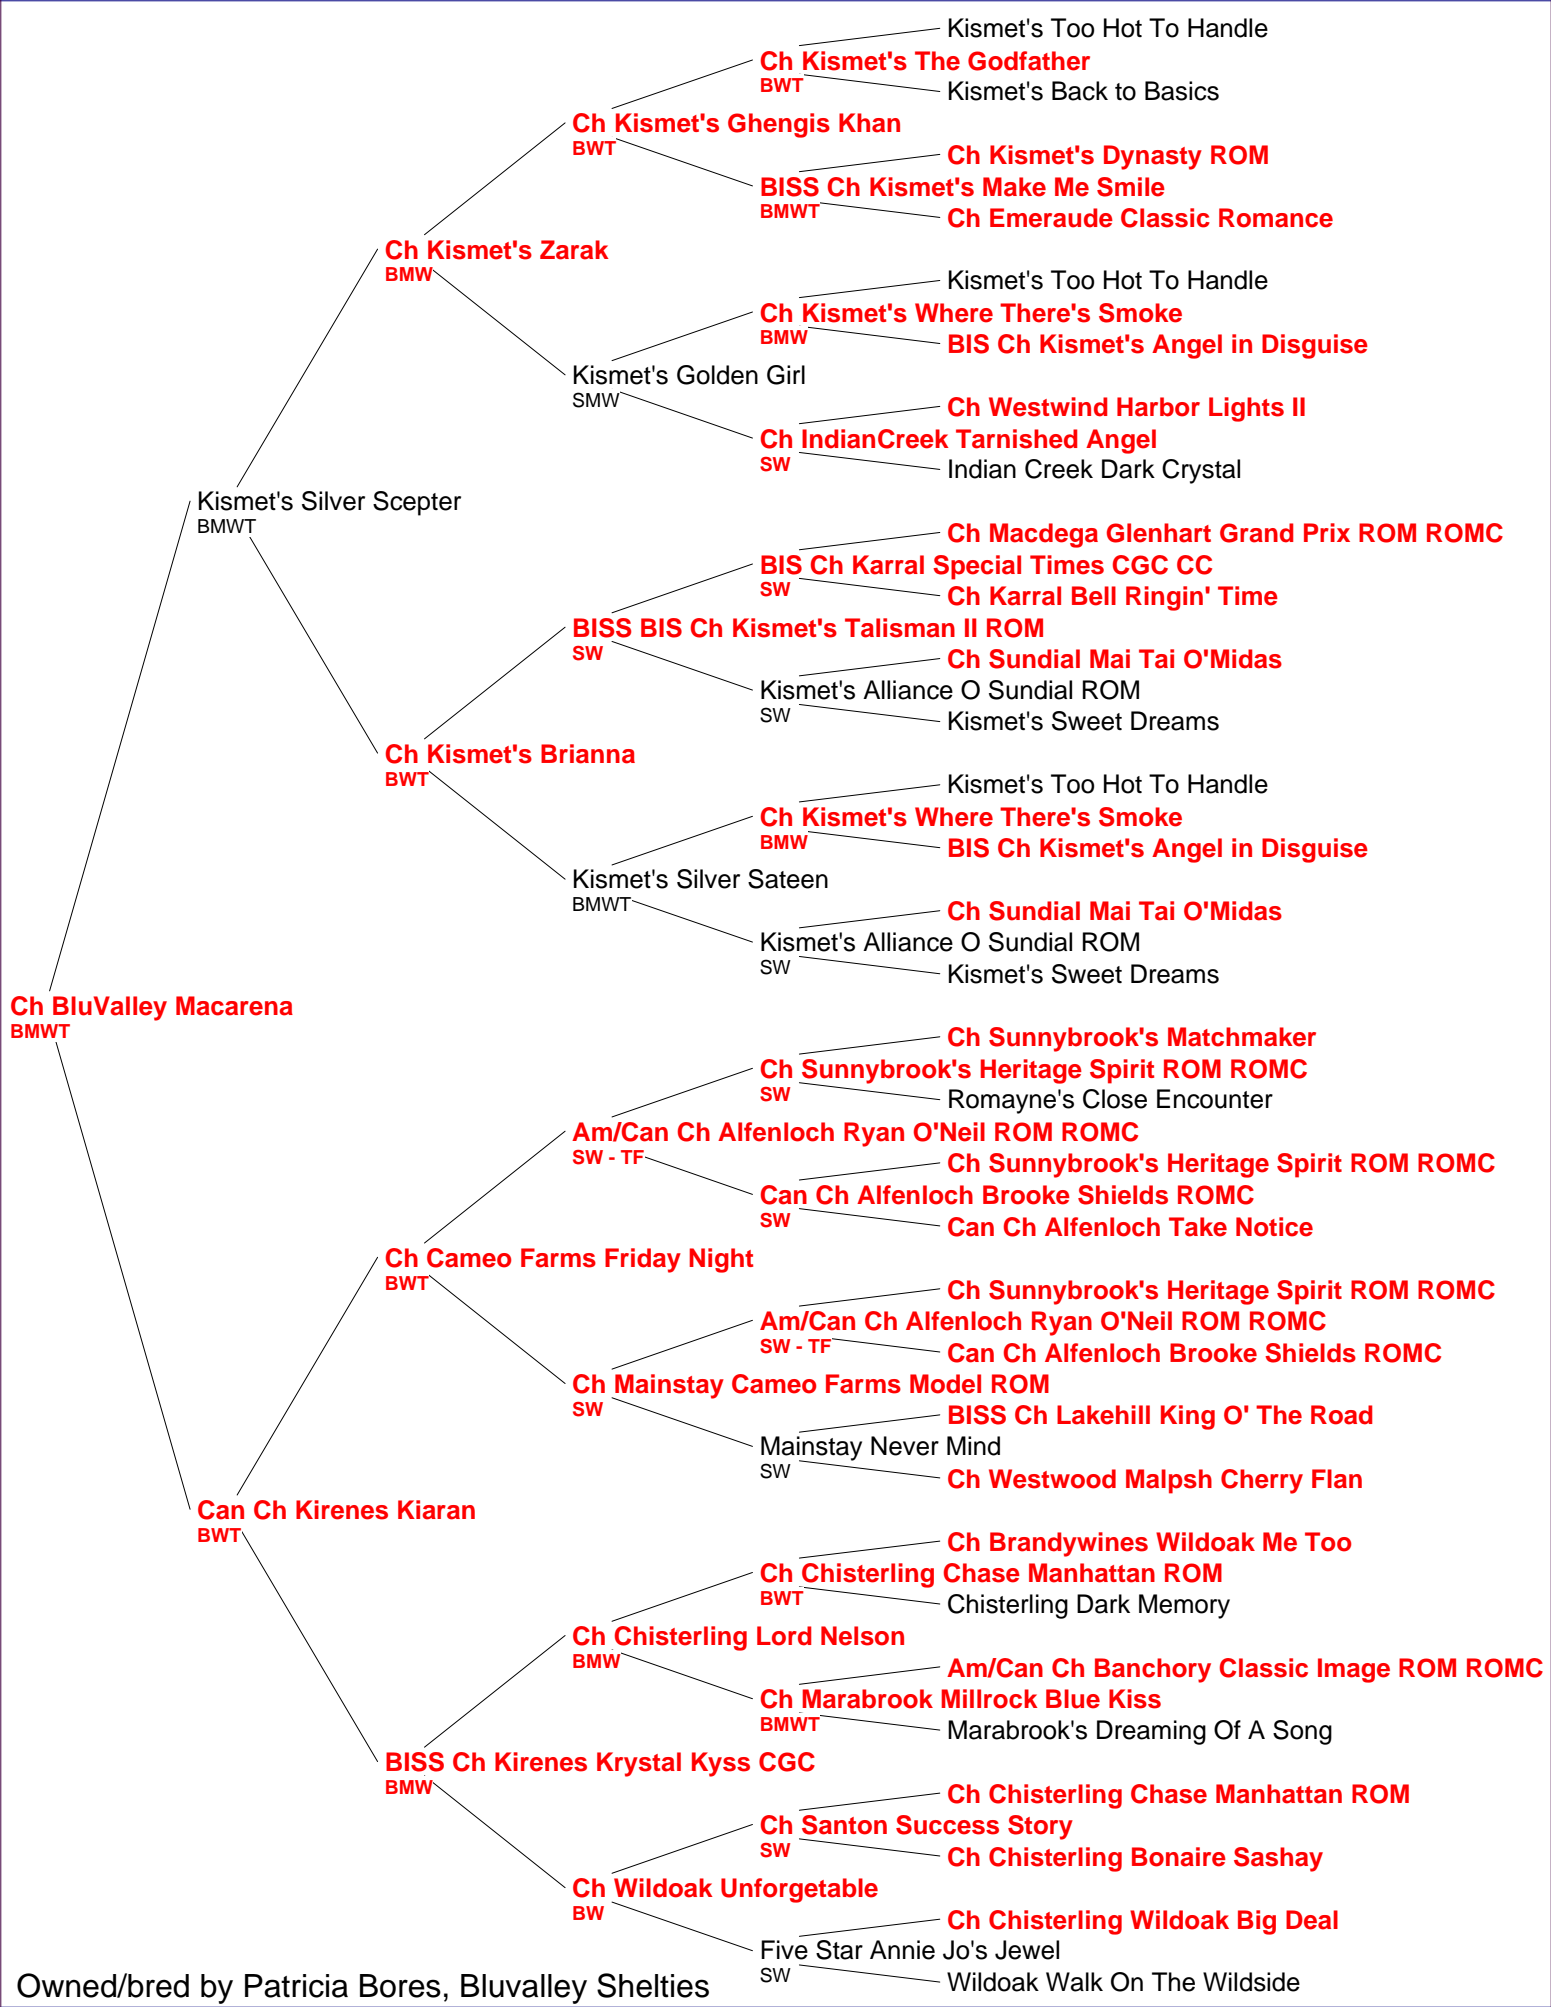 Kismet's Too Hot To Handle
Ch Kismet's The Godfather
BWT
Kismet's Back to Basics
Ch Kismet's Ghengis Khan
BWT
Ch Kismet's Dynasty ROM
BISS Ch Kismet's Make Me Smile
BMWT
Ch Emeraude Classic Romance
Ch Kismet's Zarak
BMW
Kismet's Too Hot To Handle
Ch Kismet's Where There's Smoke
BMW
BIS Ch Kismet's Angel in Disguise
Kismet's Golden Girl
SMW
Ch Westwind Harbor Lights II
Ch IndianCreek Tarnished Angel
SW
Indian Creek Dark Crystal
Kismet's Silver Scepter
BMWT
Ch Macdega Glenhart Grand Prix ROM ROMC
BIS Ch Karral Special Times CGC CC
SW
Ch Karral Bell Ringin' Time
BISS BIS Ch Kismet's Talisman II ROM
SW
Ch Sundial Mai Tai O'Midas
Kismet's Alliance O Sundial ROM
SW
Kismet's Sweet Dreams
Ch Kismet's Brianna
BWT
Kismet's Too Hot To Handle
Ch Kismet's Where There's Smoke
BMW
BIS Ch Kismet's Angel in Disguise
Kismet's Silver Sateen
BMWT
Ch Sundial Mai Tai O'Midas
Kismet's Alliance O Sundial ROM
SW
Kismet's Sweet Dreams
Ch BluValley Macarena
BMWT
Ch Sunnybrook's Matchmaker
Ch Sunnybrook's Heritage Spirit ROM ROMC
SW
Romayne's Close Encounter
Am/Can Ch Alfenloch Ryan O'Neil ROM ROMC
SW - TF
Ch Sunnybrook's Heritage Spirit ROM ROMC
Can Ch Alfenloch Brooke Shields ROMC
SW
Can Ch Alfenloch Take Notice
Ch Cameo Farms Friday Night
BWT
Ch Sunnybrook's Heritage Spirit ROM ROMC
Am/Can Ch Alfenloch Ryan O'Neil ROM ROMC
SW - TF
Can Ch Alfenloch Brooke Shields ROMC
Ch Mainstay Cameo Farms Model ROM
SW
BISS Ch Lakehill King O' The Road
Mainstay Never Mind
SW
Ch Westwood Malpsh Cherry Flan
Can Ch Kirenes Kiaran
BWT
Ch Brandywines Wildoak Me Too
Ch Chisterling Chase Manhattan ROM
BWT
Chisterling Dark Memory
Ch Chisterling Lord Nelson
BMW
Am/Can Ch Banchory Classic Image ROM ROMC
Ch Marabrook Millrock Blue Kiss
BMWT
Marabrook's Dreaming Of A Song
BISS Ch Kirenes Krystal Kyss CGC
BMW
Ch Chisterling Chase Manhattan ROM
Ch Santon Success Story
SW
Ch Chisterling Bonaire Sashay
Ch Wildoak Unforgetable
BW
Ch Chisterling Wildoak Big Deal
Five Star Annie Jo's Jewel
SW
Wildoak Walk On The Wildside
Owned/bred by Patricia Bores, Bluvalley Shelties